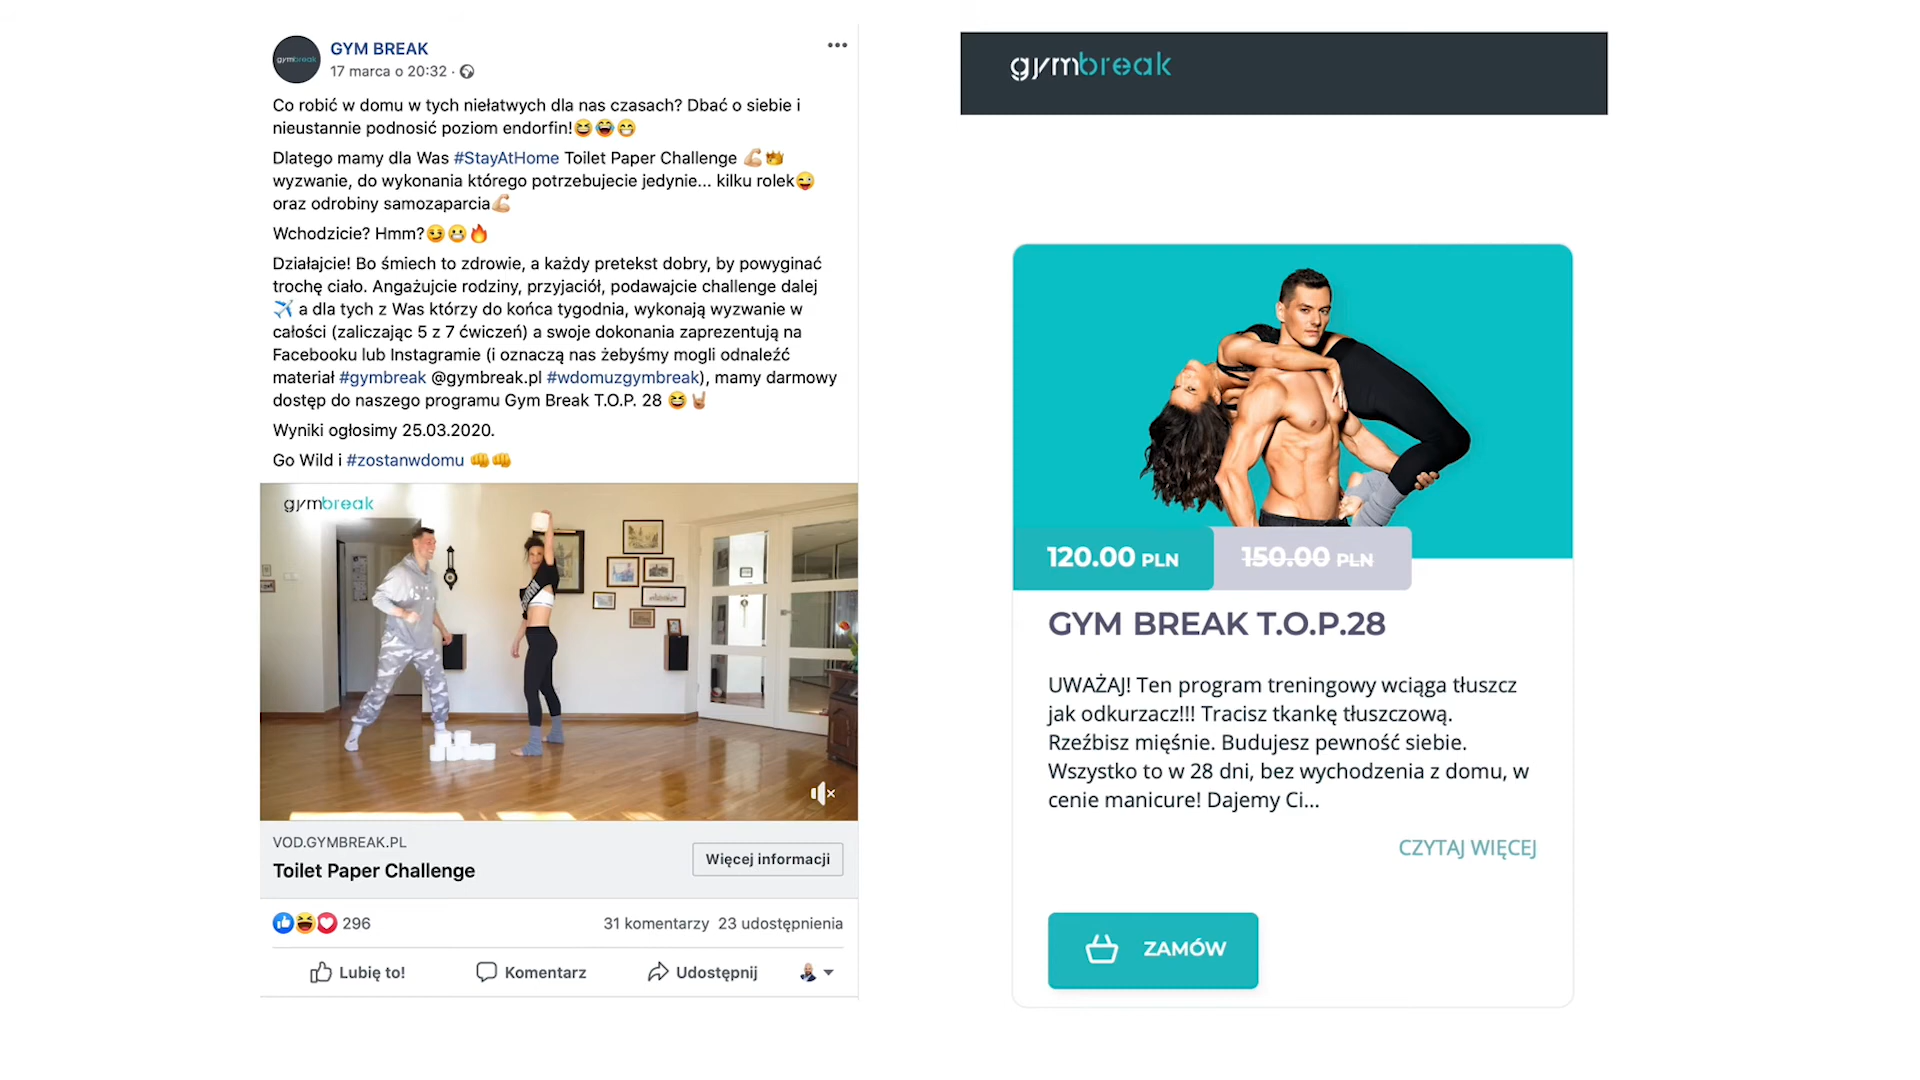 GYM BREAK
17 marca o 20:32 ·
Co robić w domu w tych niełatwych dla nas czasach? Dbać o siebie i
nieustannie podnosić poziom endorfin!😆😂😁
Dlatego mamy dla Was #StayAtHome Toilet Paper Challenge 💪🏼👑
wyzwanie, do wykonania którego potrzebujecie jedynie... kilku rolek😜
oraz odrobiny samozaparcia💪🏼
Wchodzicie? Hmm?😏😬🔥
Działajcie! Bo śmiech to zdrowie, a każdy pretekst dobry, by powyginać
trochę ciało. Angażujcie rodziny, przyjaciół, podawajcie challenge dalej
✈️ a dla tych z Was którzy do końca tygodnia, wykonają wyzwanie w
całości (zaliczając 5 z 7 ćwiczeń) a swoje dokonania zaprezentują na
Facebooku lub Instagramie (i oznaczą nas żebyśmy mogli odnaleźć
materiał #gymbreak @gymbreak.pl #wdomuzgymbreak), mamy darmowy
dostęp do naszego programu Gym Break T.O.P. 28 😆🤘🏼
Wyniki ogłosimy 25.03.2020.
Go Wild i #zostanwdomu 👊👊
gymbreak
VOD.GYMBREAK.PL
Toilet Paper Challenge
Więcej informacji
296
31 komentarzy 23 udostępnienia
Lubię to!
Komentarz
Udostępnij
gymbreak
120.00 PLN
150.00 PLN
GYM BREAK T.O.P.28
UWAŻAJ! Ten program treningowy wciąga tłuszcz
jak odkurzacz!!! Tracisz tkankę tłuszczową.
Rzeźbisz mięśnie. Budujesz pewność siebie.
Wszystko to w 28 dni, bez wychodzenia z domu, w
cenie manicure! Dajemy Ci...
CZYTAJ WIĘCEJ
ZAMÓW